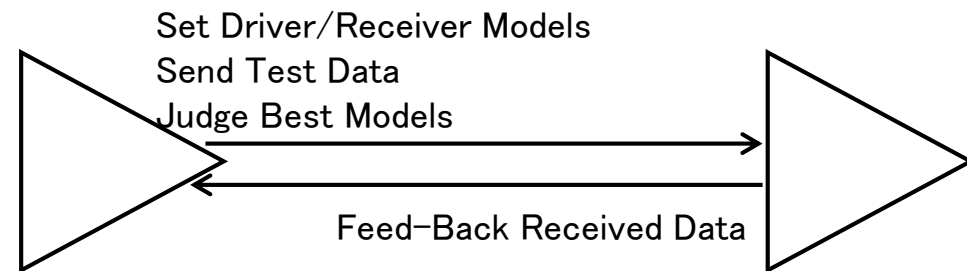 Set Driver/Receiver Models
Send Test Data
Judge Best Models
Feed-Back Received Data